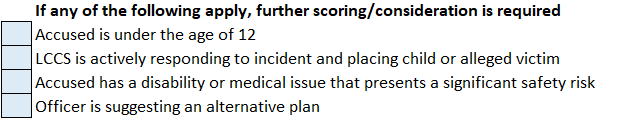 If any of the following apply, further scoring/consideration is required
Accused is under the age of 12
LCCS is actively responding to incident and placing child or alleged victim
Accused has a disability or medical issue that presents a significant safety risk
Officer is suggesting an alternative plan